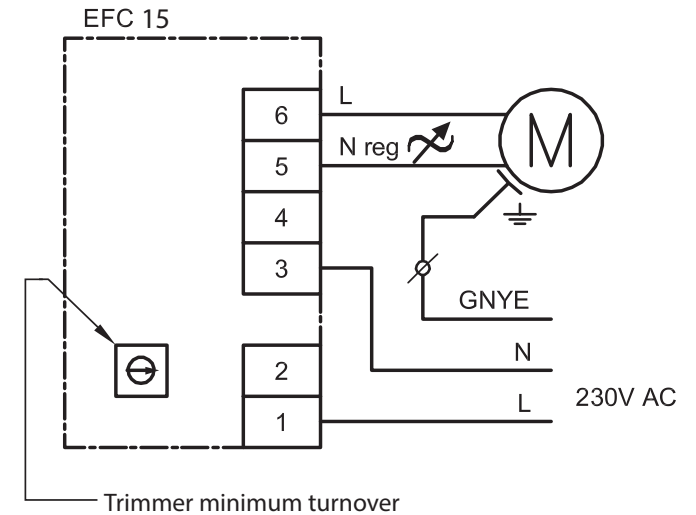 EFC 15
6
L
5
N reg
M
4
3
GNYE
N
2
230V AC
1
L
Trimmer minimum turnover